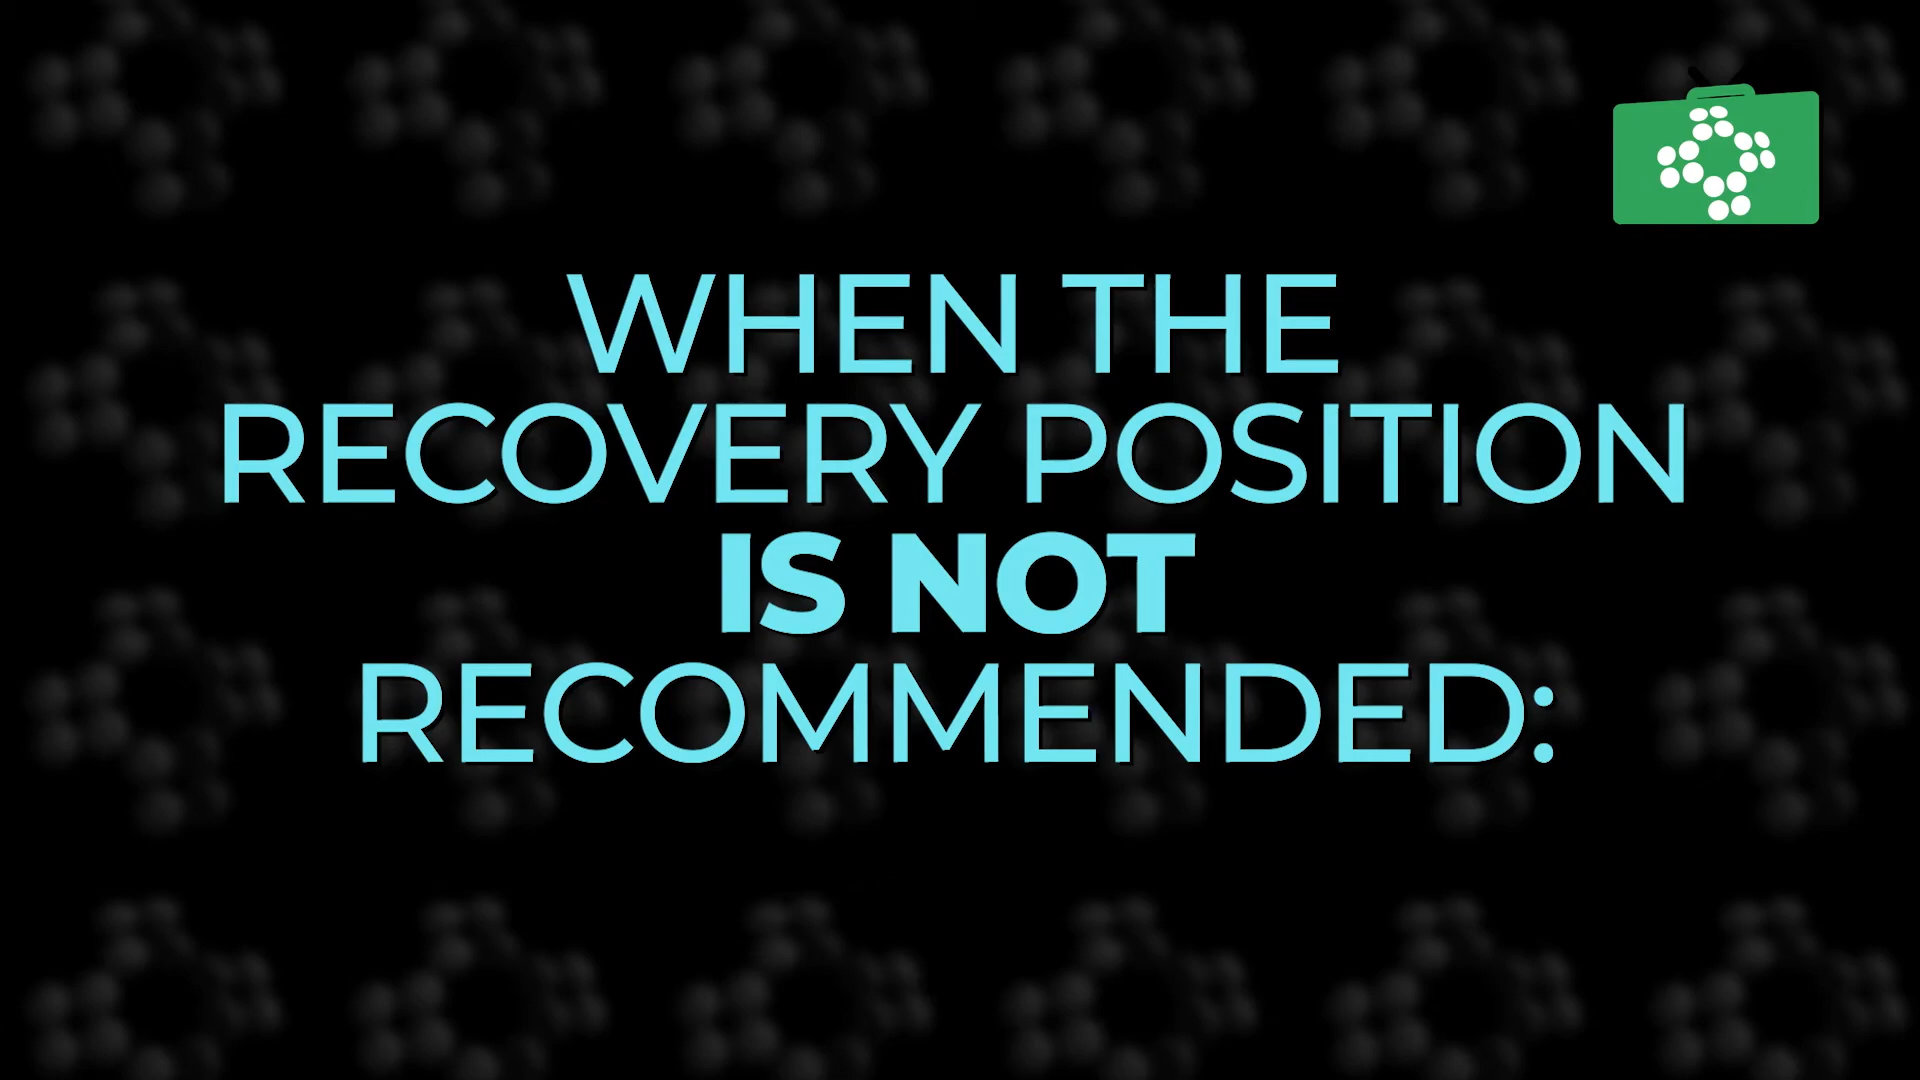 WHEN THE
RECOVERY POSITION
IS NOT
RECOMMENDED: